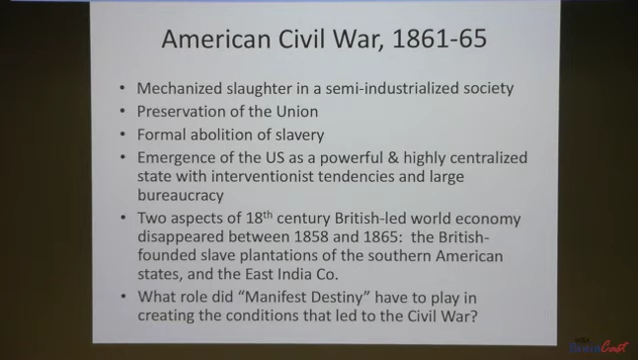 American Civil War, 1861-65
• Mechanized slaughter in a semi-industrialized society
• Preservation of the Union
• Formal abolition of slavery
• Emergence of the US as a powerful & highly centralized
state with interventionist tendencies and large
bureaucracy
• Two aspects of 18th century British-led world economy
disappeared between 1858 and 1865:  the British-
founded slave plantations of the southern American
states, and the East India Co.
• What role did “Manifest Destiny” have to play in
creating the conditions that led to the Civil War?